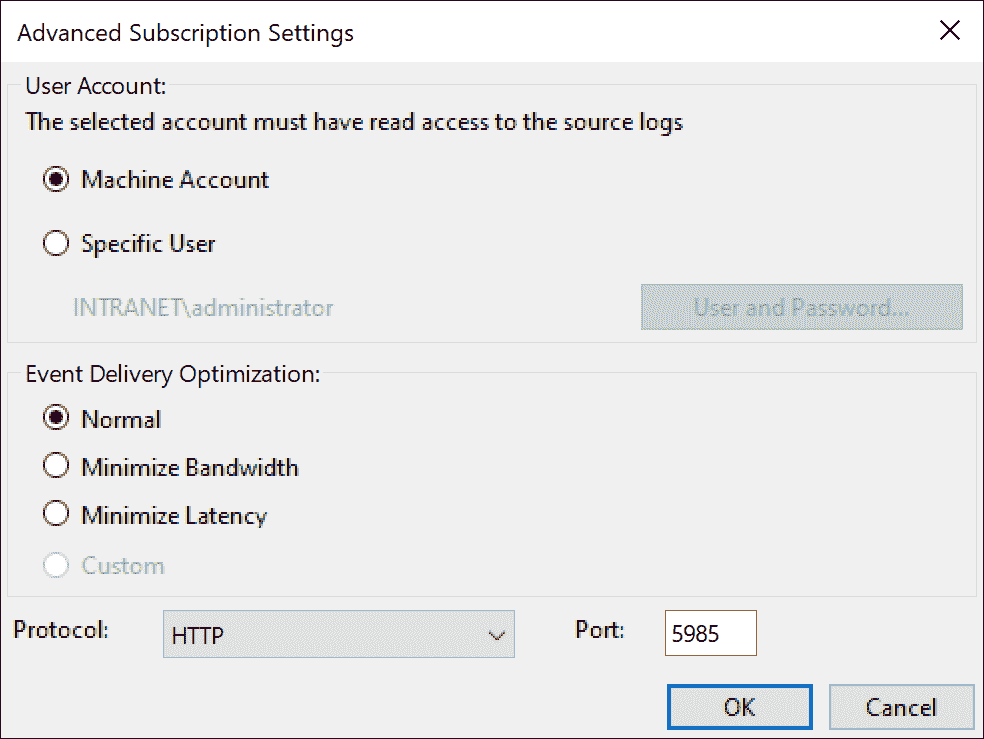 Advanced Subscription Settings
User Account:
The selected account must have read access to the source logs
Machine Account
Specific User
INTRANET\administrator
User and Password...
Event Delivery Optimization:
Normal
Minimize Bandwidth
Minimize Latency
Custom
Protocol: HTTP Port: 5985
OK Cancel